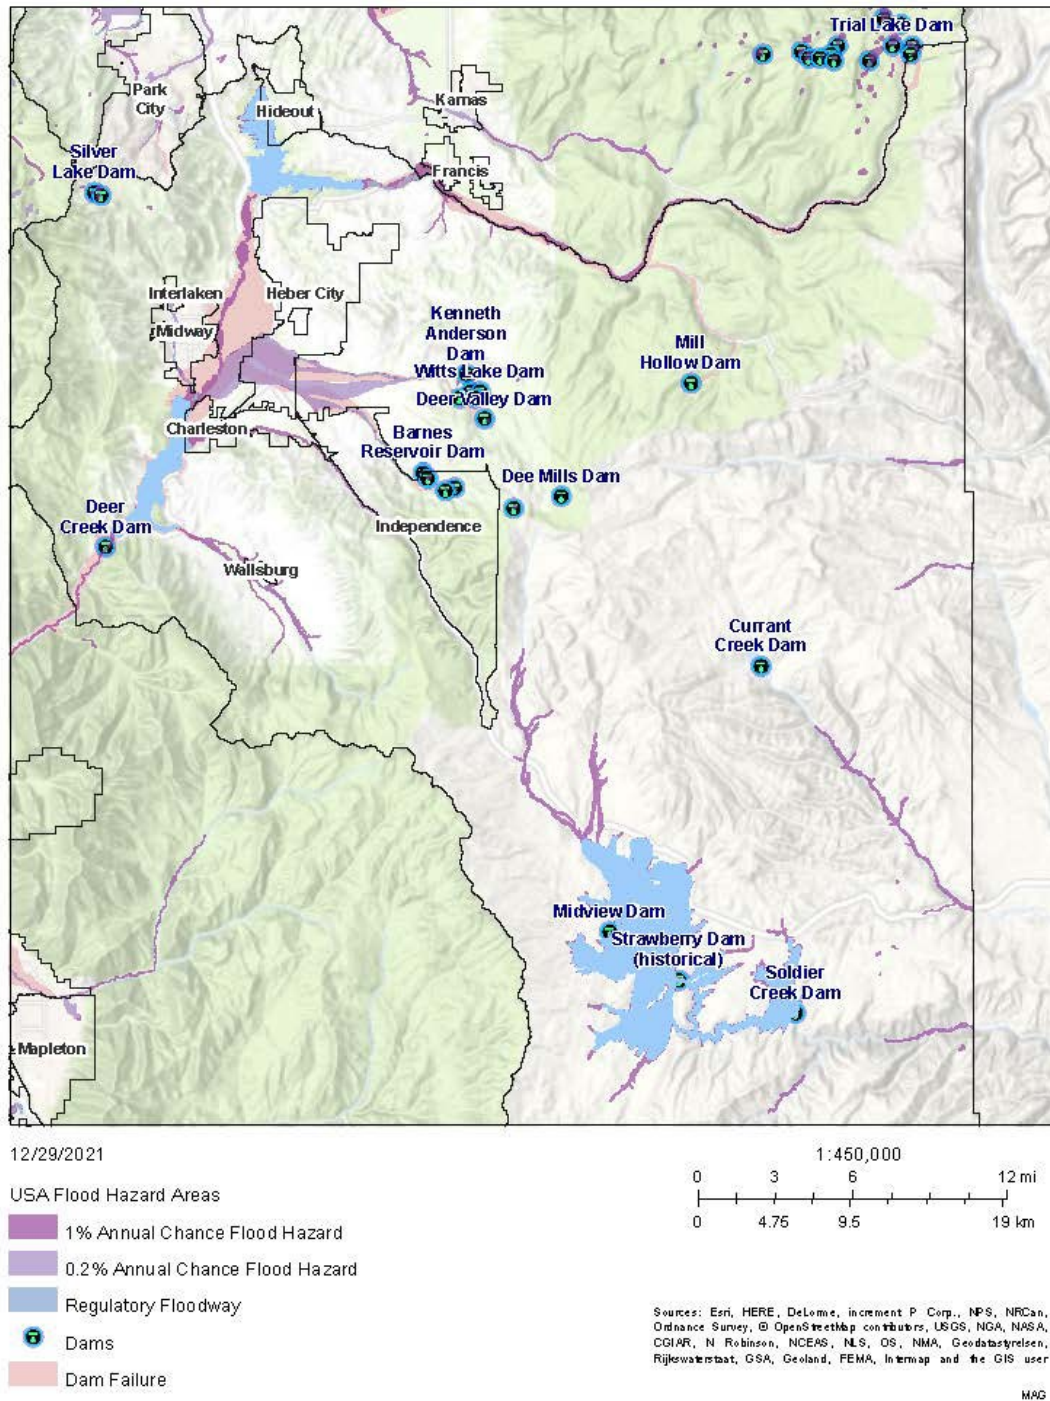 Trial Lake Dam
Park
City
Hideout
Kamas
Silver
Lake Dam
Francis
Interlaken
Heber City
Midway
Kenneth
Anderson
Dam
Witts Lake Dam
Deer Valley Dam
Mill
Hollow Dam
Charleston
Barnes
Reservoir Dam
Dee Mills Dam
Deer
Creek Dam
Independence
Wallsburg
Currant
Creek Dam
Midview Dam
Strawberry Dam
(historical)
Soldier
Creek Dam
Mapleton
12/29/2021
1:450,000
0 3 6 12 mi
0 4.75 9.5 19 km
USA Flood Hazard Areas
1% Annual Chance Flood Hazard
0.2% Annual Chance Flood Hazard
Regulatory Floodway
Dams
Dam Failure
Sources: Esri, HERE, DeLorme, increment P Corp., NPS, NRCan,
Ordnance Survey, © OpenStreetMap contributors, USGS, NGA, NASA,
CGIAR, N Robinson, NCEAS, NLS, OS, NMA, Geodatastyrelsen,
Rijkswaterstaat, GSA, Geoland, FEMA, Intermap and the GIS user
MAG